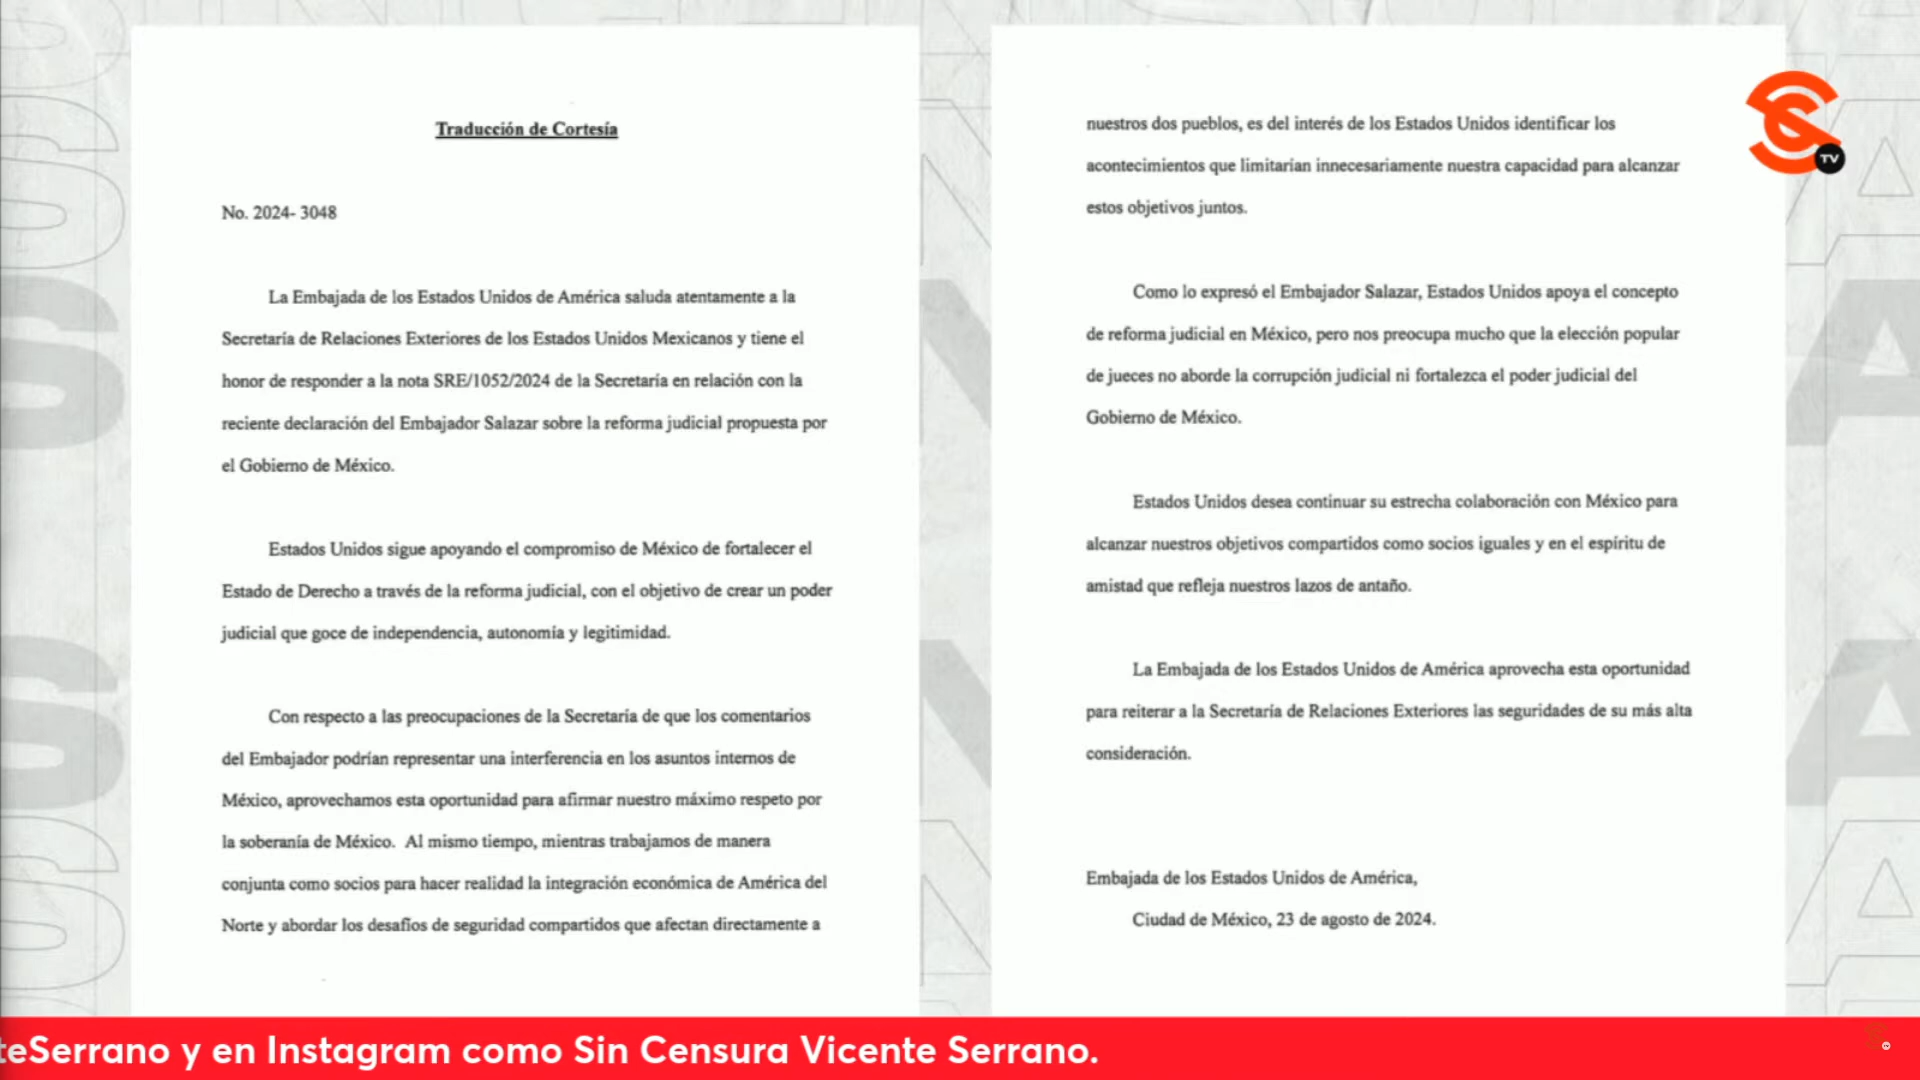 Traducción de Cortesía
No. 2024- 3048
La Embajada de los Estados Unidos de América saluda atentamente a la
Secretaría de Relaciones Exteriores de los Estados Unidos Mexicanos y tiene el
honor de responder a la nota SRE/1052/2024 de la Secretaría en relación con la
reciente declaración del Embajador Salazar sobre la reforma judicial propuesta por
el Gobierno de México.
Estados Unidos sigue apoyando el compromiso de México de fortalecer el
Estado de Derecho a través de la reforma judicial, con el objetivo de crear un poder
judicial que goce de independencia, autonomía y legitimidad.
Con respecto a las preocupaciones de la Secretaría de que los comentarios
del Embajador podrían representar una interferencia en los asuntos internos de
México, aprovechamos esta oportunidad para afirmar nuestro máximo respeto por
la soberanía de México.  Al mismo tiempo, mientras trabajamos de manera
conjunta como socios para hacer realidad la integración económica de América del
Norte y abordar los desafíos de seguridad compartidos que afectan directamente a
nuestros dos pueblos, es del interés de los Estados Unidos identificar los
acontecimientos que limitarían innecesariamente nuestra capacidad para alcanzar
estos objetivos juntos.
Como lo expresó el Embajador Salazar, Estados Unidos apoya el concepto
de reforma judicial en México, pero nos preocupa mucho que la elección popular
de jueces no aborde la corrupción judicial ni fortalezca el poder judicial del
Gobierno de México.
Estados Unidos desea continuar su estrecha colaboración con México para
alcanzar nuestros objetivos compartidos como socios iguales y en el espíritu de
amistad que refleja nuestros lazos de antaño.
La Embajada de los Estados Unidos de América aprovecha esta oportunidad
para reiterar a la Secretaría de Relaciones Exteriores las seguridades de su más alta
consideración.
Embajada de los Estados Unidos de América,
Ciudad de México, 23 de agosto de 2024.
TV
teSerrano y en Instagram como Sin Censura Vicente Serrano.